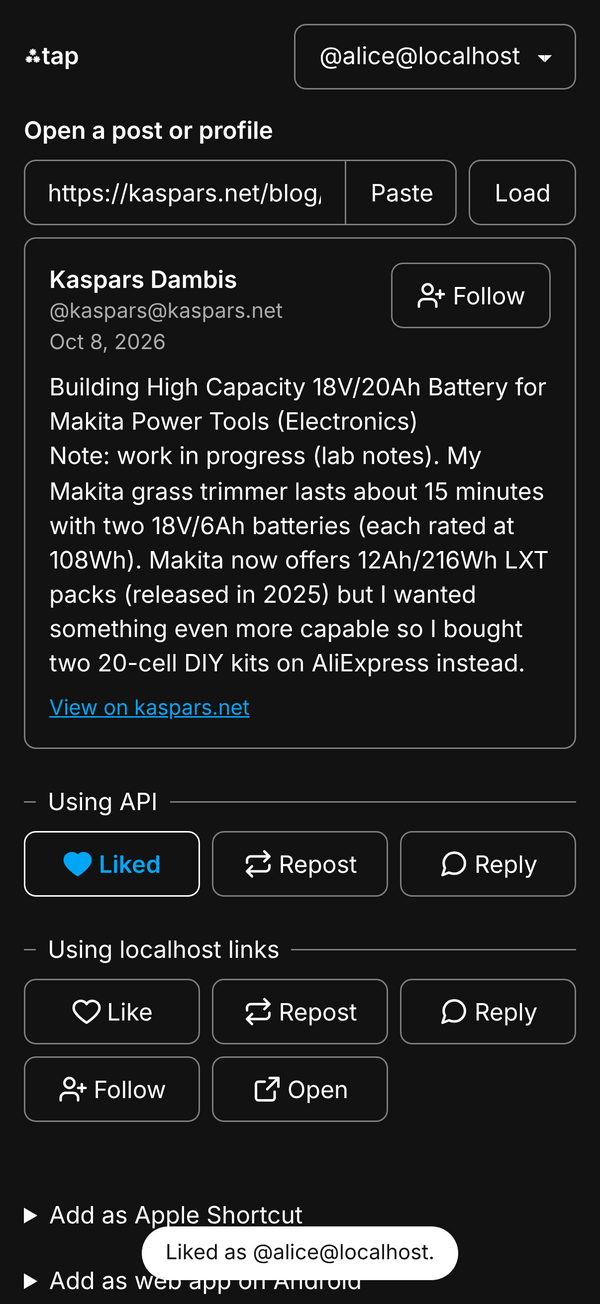 tap
@alice@localhost
Open a post or profile
https://kaspars.net/blog/
Paste
Load
Kaspars Dambis
@kaspars@kaspars.net
Oct 8, 2026
Follow
Building High Capacity 18V/20Ah Battery for
Makita Power Tools (Electronics)
Note: work in progress (lab notes). My
Makita grass trimmer lasts about 15 minutes
with two 18V/6Ah batteries (each rated at
108Wh). Makita now offers 12Ah/216Wh LXT
packs (released in 2025) but I wanted
something even more capable so I bought
two 20-cell DIY kits on AliExpress instead.
View on kaspars.net
Using API
Liked
Repost
Reply
Using localhost links
Like
Repost
Reply
Follow
Open
Add as Apple Shortcut
Liked as @alice@localhost.
Add as web app on Android